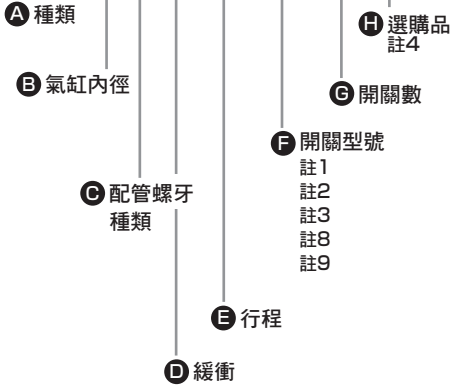 A 種類
B 氣缸內徑
C 配管螺牙
種類
D 緩衝
E 行程
F 開關型號
註1
註2
註3
註8
註9
G 開關數
H 選購品
註4